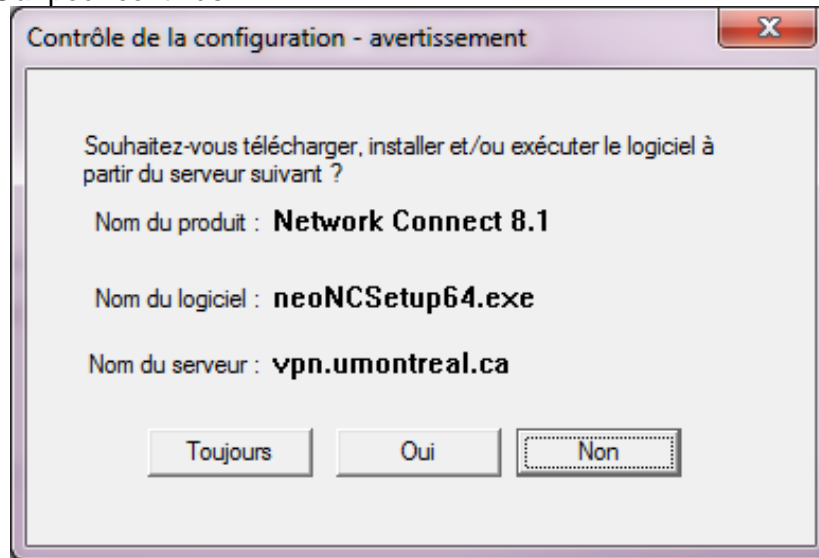 Contrôle de la configuration - avertissement
Souhaitez-vous télécharger, installer et/ou exécuter le logiciel à
partir du serveur suivant ?
Nom du produit : Network Connect 8.1
Nom du logiciel : neoNCSetup64.exe
Nom du serveur : vpn.umontreal.ca
Toujours Oui Non